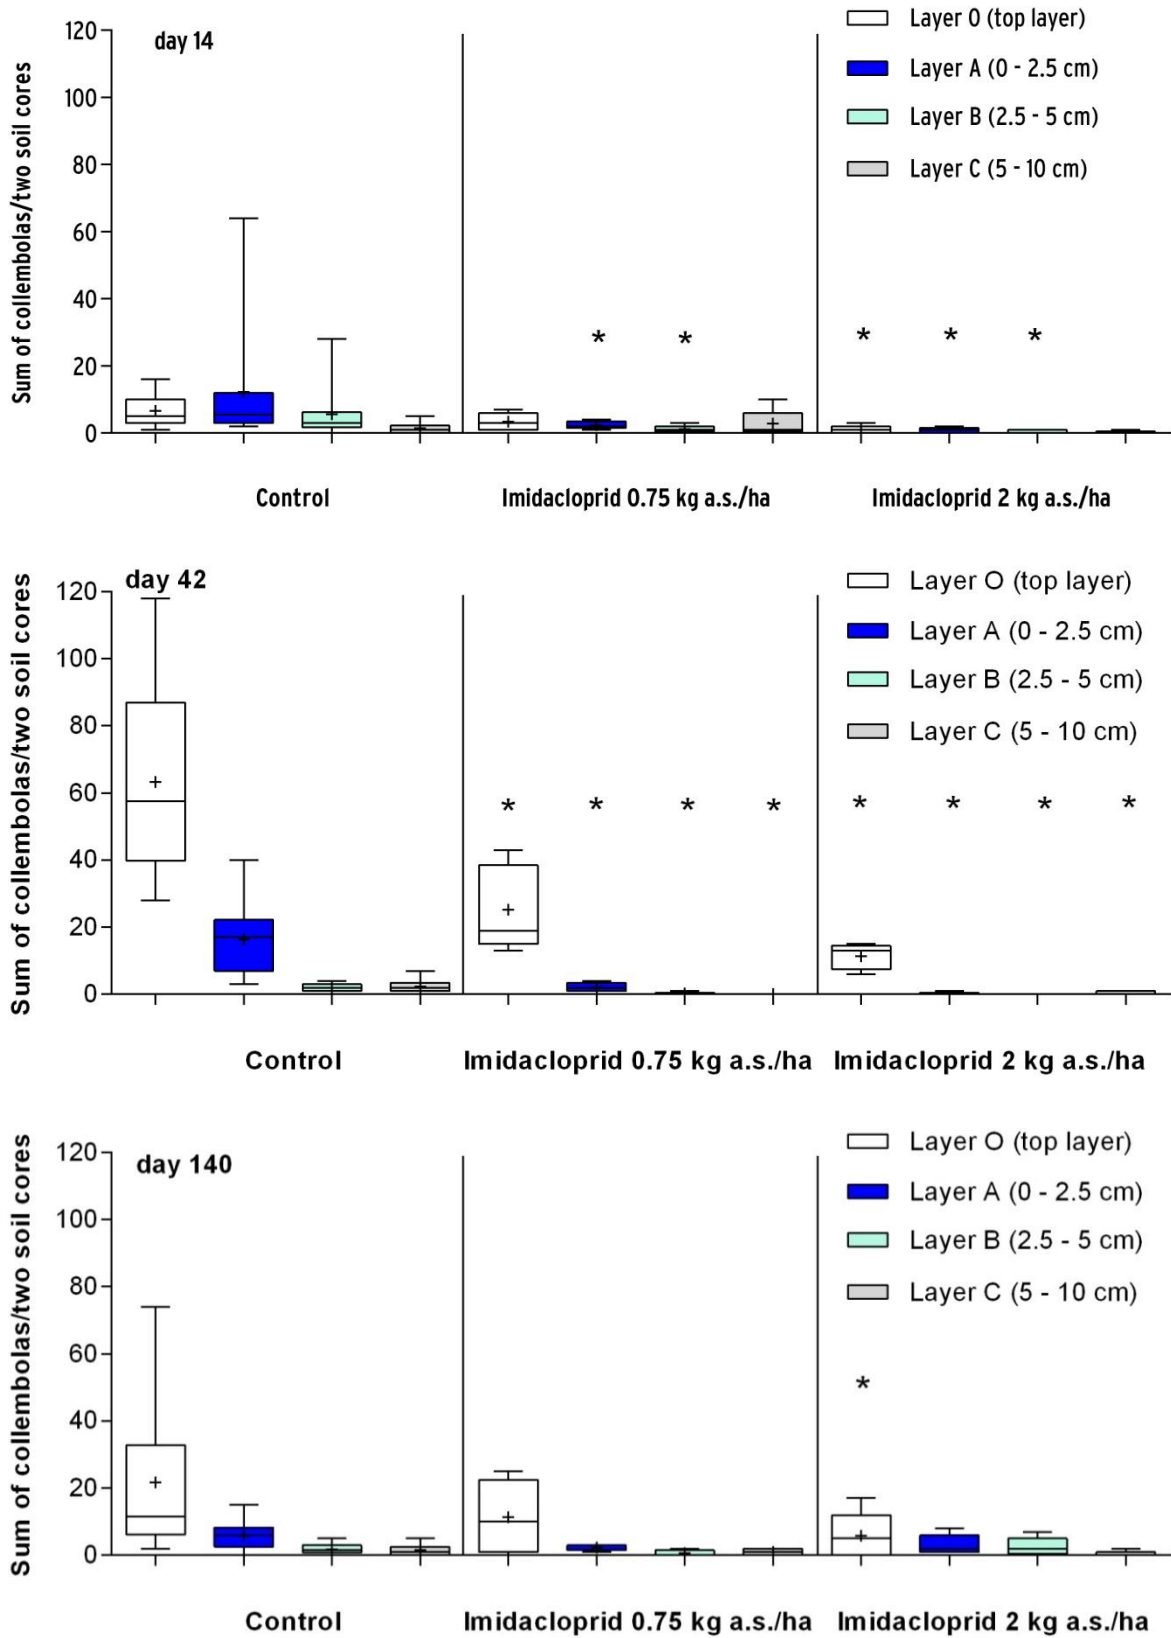 day 14
Sum of collembolas/two soil cores
120
100
80
60
40
20
0
Layer O (top layer)
Layer A (0 - 2.5 cm)
Layer B (2.5 - 5 cm)
Layer C (5 - 10 cm)
* *
* * *
Control
Imidacloprid 0.75 kg a.s./ha
Imidacloprid 2 kg a.s./ha
day 42
Sum of collembolas/two soil cores
120
100
80
60
40
20
0
Layer O (top layer)
Layer A (0 - 2.5 cm)
Layer B (2.5 - 5 cm)
Layer C (5 - 10 cm)
* * * *
* * * *
Control
Imidacloprid 0.75 kg a.s./ha
Imidacloprid 2 kg a.s./ha
day 140
Sum of collembolas/two soil cores
120
100
80
60
40
20
0
Layer O (top layer)
Layer A (0 - 2.5 cm)
Layer B (2.5 - 5 cm)
Layer C (5 - 10 cm)
*
Control
Imidacloprid 0.75 kg a.s./ha
Imidacloprid 2 kg a.s./ha